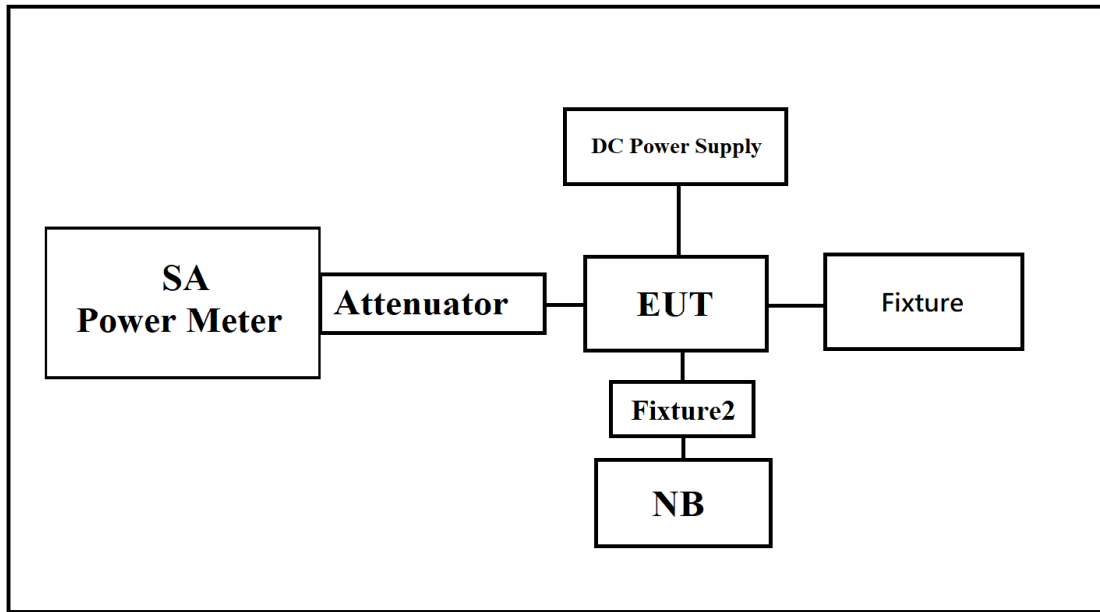 DC Power Supply
SA
Power Meter
Attenuator
EUT
Fixture
Fixture2
NB